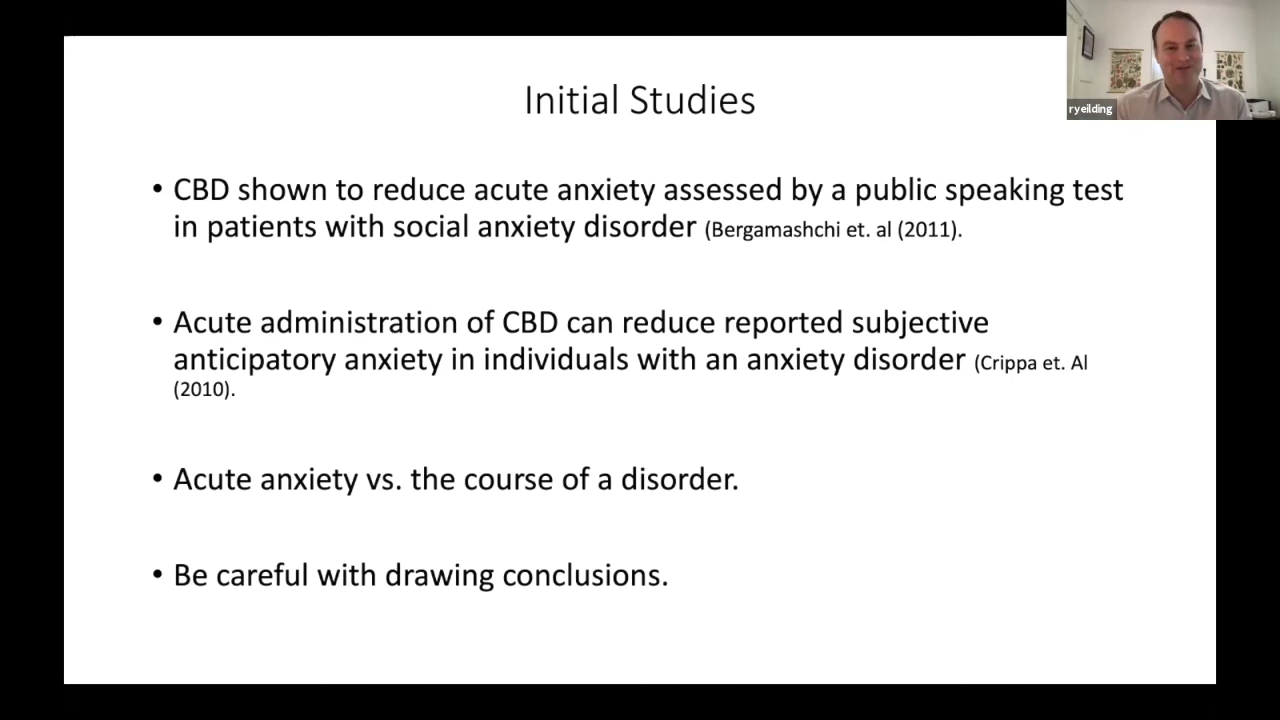 Initial Studies
ryeilding
• CBD shown to reduce acute anxiety assessed by a public speaking test
in patients with social anxiety disorder (Bergamashchi et. al (2011).
• Acute administration of CBD can reduce reported subjective
anticipatory anxiety in individuals with an anxiety disorder (Crippa et. Al
(2010).
• Acute anxiety vs. the course of a disorder.
• Be careful with drawing conclusions.